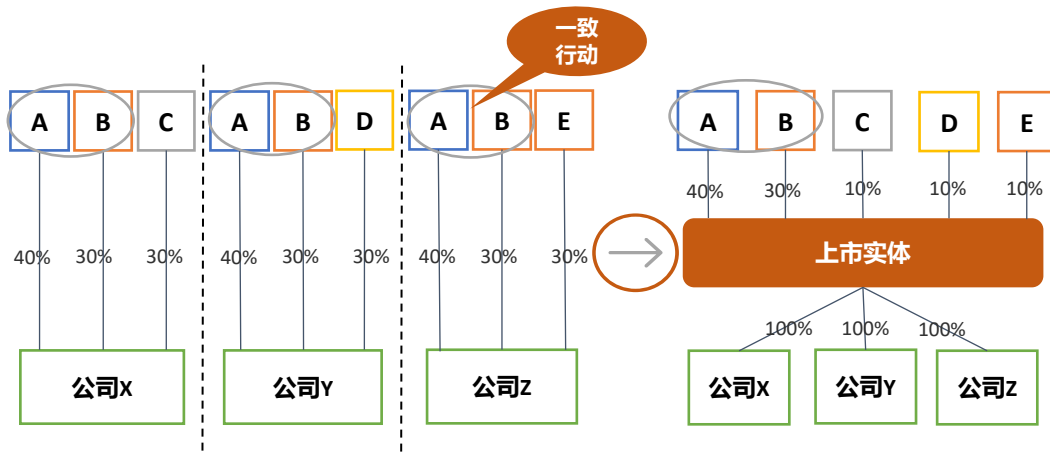 一致
行动
A B C A B D A B E A B C D E
40% 30% 10% 10% 10%
上市实体
40% 30% 30% 40% 30% 30% 40% 30% 30%
100% 100% 100%
公司X 公司Y 公司Z 公司X 公司Y 公司Z